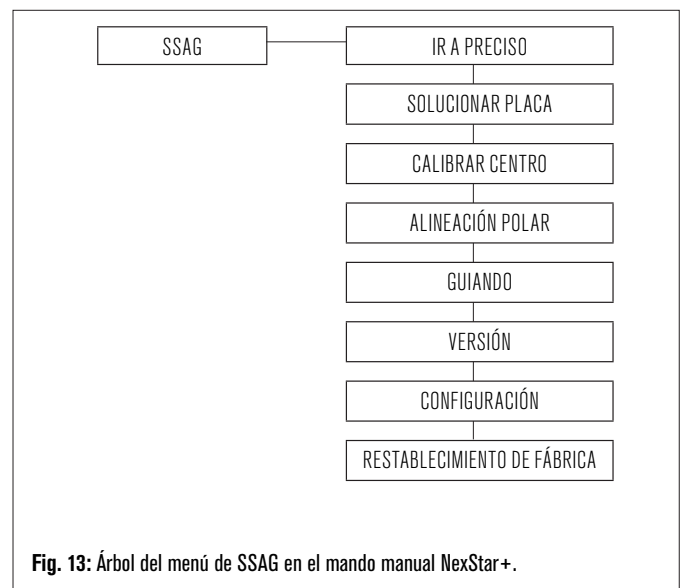 SSAG
IR A PRECISO
SOLUCIONAR PLACA
CALIBRAR CENTRO
ALINEACIÓN POLAR
GUIANDO
VERSIÓN
CONFIGURACIÓN
RESTABLECIMIENTO DE FÁBRICA
Fig. 13: Árbol del menú de SSAG en el mando manual NexStar+.